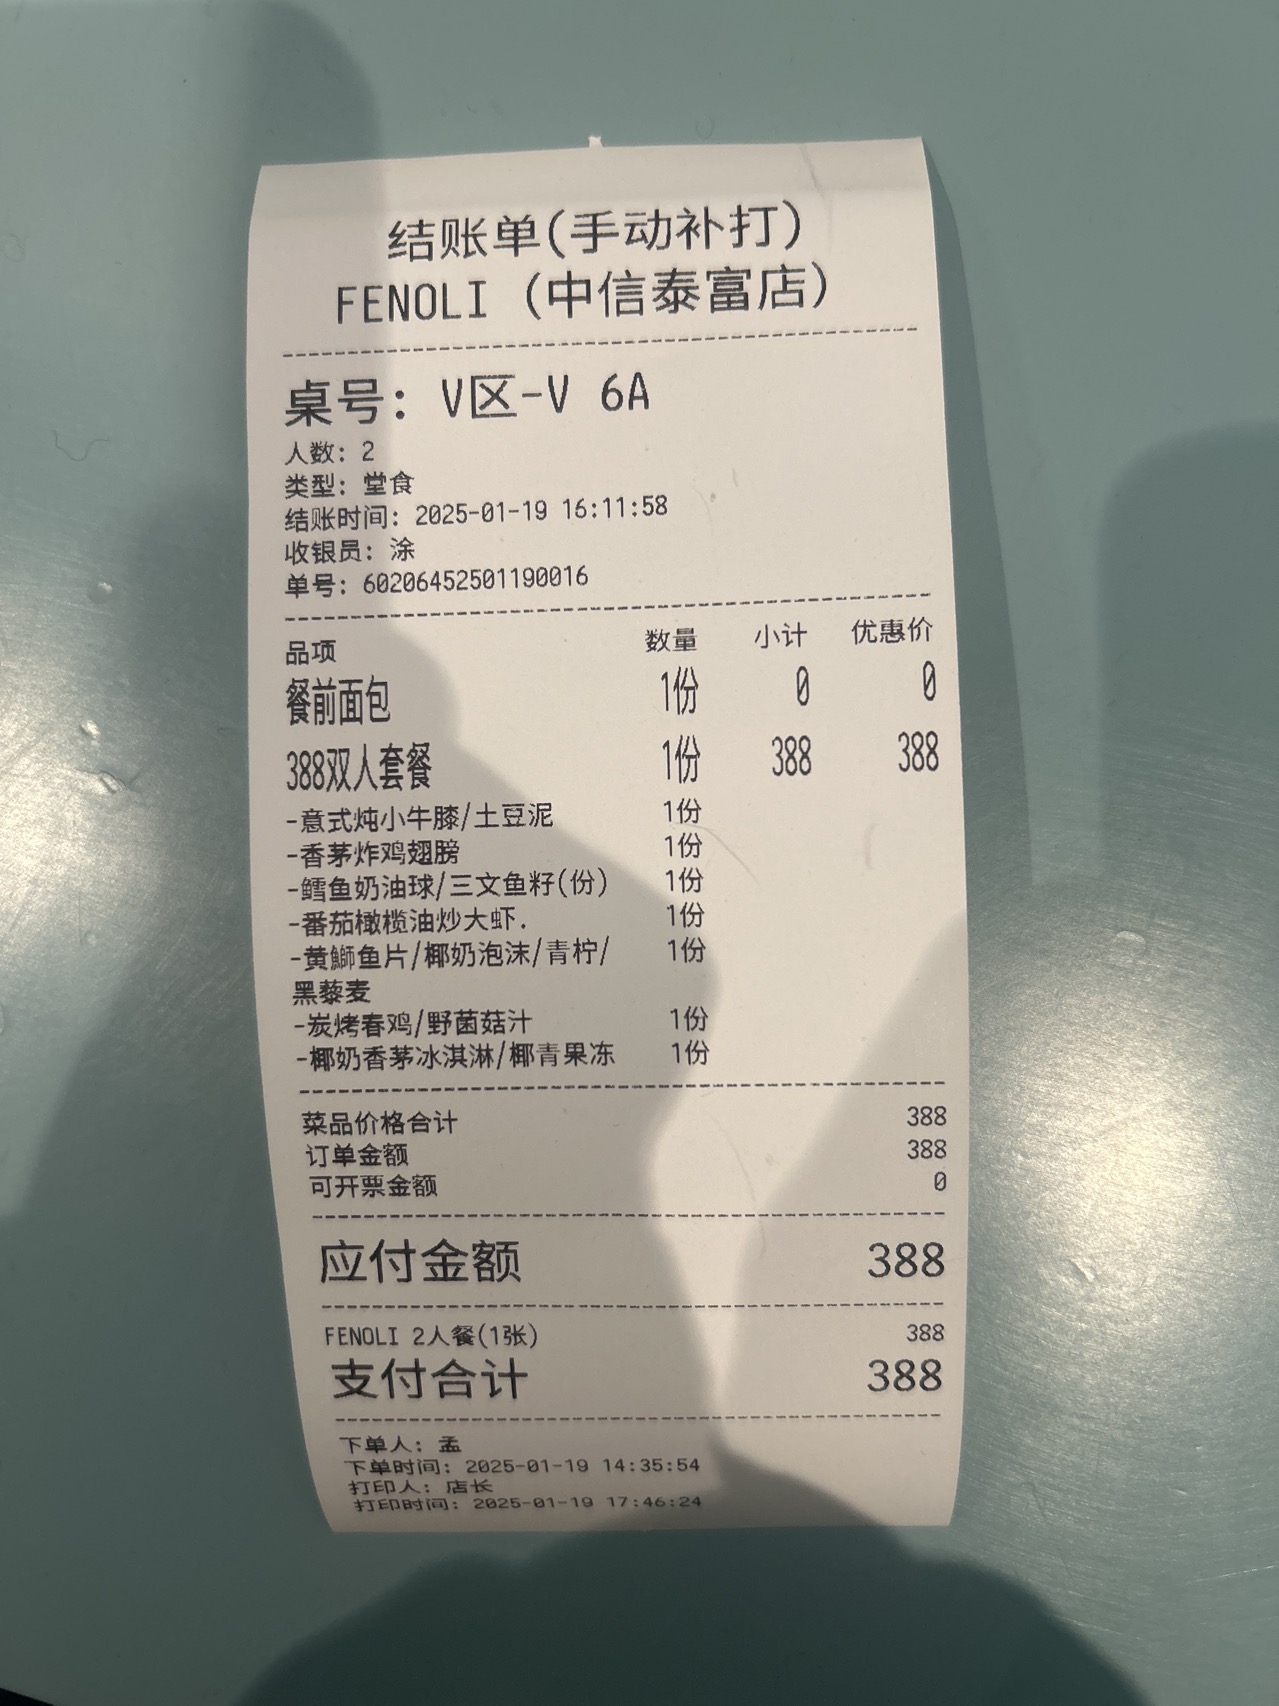 结账单(手动补打)
FENOLI (中信泰富店)
桌号: V区-V 6A
人数: 2
类型: 堂食
结账时间: 2025-01-19 16:11:58
收银员: 涂
单号: 60206452501190016
品项 数量 小计 优惠价
餐前面包 1份 0 0
388双人套餐 1份 388 388
-意式炖小牛膝/土豆泥 1份
-香茅炸鸡翅膀 1份
-鳕鱼奶油球/三文鱼籽(份) 1份
-番茄橄榄油炒大虾. 1份
-黄鰤鱼片/椰奶泡沫/青柠/ 1份
黑藜麦
-炭烤春鸡/野菌菇汁 1份
-椰奶香茅冰淇淋/椰青果冻 1份
菜品价格合计 388
订单金额 388
可开票金额 0
应付金额 388
FENOLI 2人餐(1张) 388
支付合计 388
下单人: 孟
下单时间: 2025-01-19 14:35:54
打印人: 店长
打印时间: 2025-01-19 17:46:24